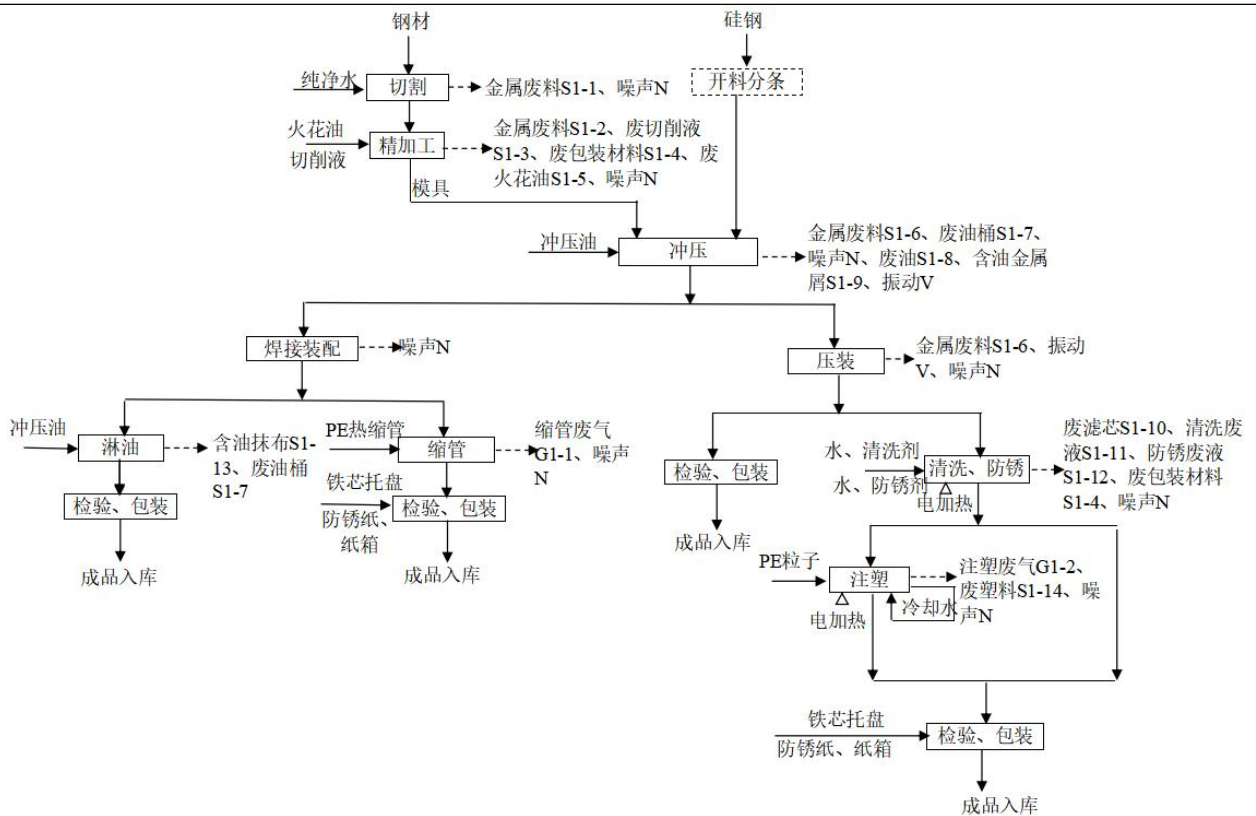 钢材
硅钢
纯净水
切割
金属废料S1-1、噪声N
开料分条
火花油
切削液
精加工
金属废料S1-2、废切削液
S1-3、废包装材料S1-4、废
火花油S1-5、噪声N
模具
冲压油
冲压
金属废料S1-6、废油桶S1-7、
噪声N、废油S1-8、含油金属
屑S1-9、振动V
焊接装配
噪声N
压装
金属废料S1-6、振动
V、噪声N
冲压油
淋油
含油抹布S1-
13、废油桶
S1-7
PE热缩管
缩管
缩管废气
G1-1、噪声
N
检验、包装
水、清洗剂
水、防锈剂
清洗、防锈
电加热
废滤芯S1-10、清洗废
液S1-11、防锈废液
S1-12、废包装材料
S1-4、噪声N
检验、包装
铁芯托盘
防锈纸、
纸箱
检验、包装
成品入库
成品入库
成品入库
PE粒子
注塑
电加热
冷却水
注塑废气G1-2、
废塑料S1-14、噪
声N
铁芯托盘
防锈纸、纸箱
检验、包装
成品入库